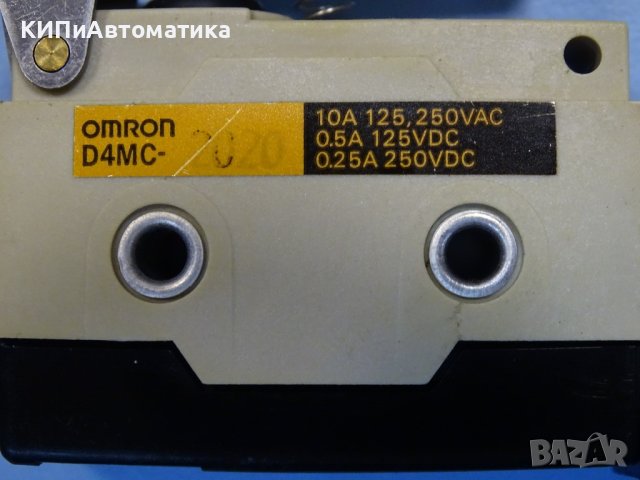 КИПиАвтоматика
omron
D4MC-2020
10A 125,250VAC
0.5A 125VDC
0.25A 250VDC
BAZAR